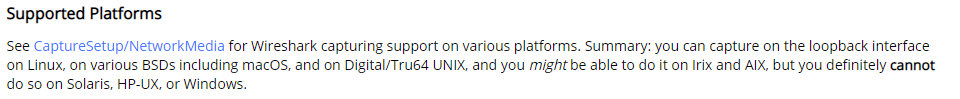 Supported Platforms
See CaptureSetup/NetworkMedia for Wireshark capturing support on various platforms. Summary: you can capture on the loopback interface
on Linux, on various BSDs including macOS, and on Digital/Tru64 UNIX, and you might be able to do it on Irix and AIX, but you definitely cannot
do so on Solaris, HP-UX, or Windows.